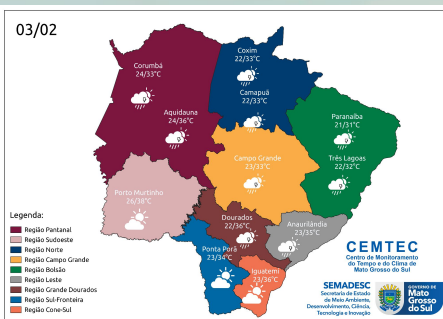 03/02
Coxim
22/33°C
Corumbá
24/33°C
Camapuã
22/33°C
Aquidauna
24/36°C
Paranaíba
21/31°C
Campo Grande
23/33°C
Três Lagoas
22/32°C
Porto Murtinho
26/38°C
Dourados
22/36°C
Anaurilândia
23/35°C
Ponta Porã
23/34°C
Iguatemi
23/36°C
Legenda:
Região Pantanal
Região Sudoeste
Região Norte
Região Campo Grande
Região Bolsão
Região Leste
Região Grande Dourados
Região Sul-Fronteira
Região Cone-Sul
CEMTEC
Centro de Monitoramento
do Tempo e do Clima de
Mato Grosso do Sul
SEMADESC
Secretaria de Estado
de Meio Ambiente,
Desenvolvimento, Ciência,
Tecnologia e Inovação
GOVERNO DE
Mato
Grosso
do Sul